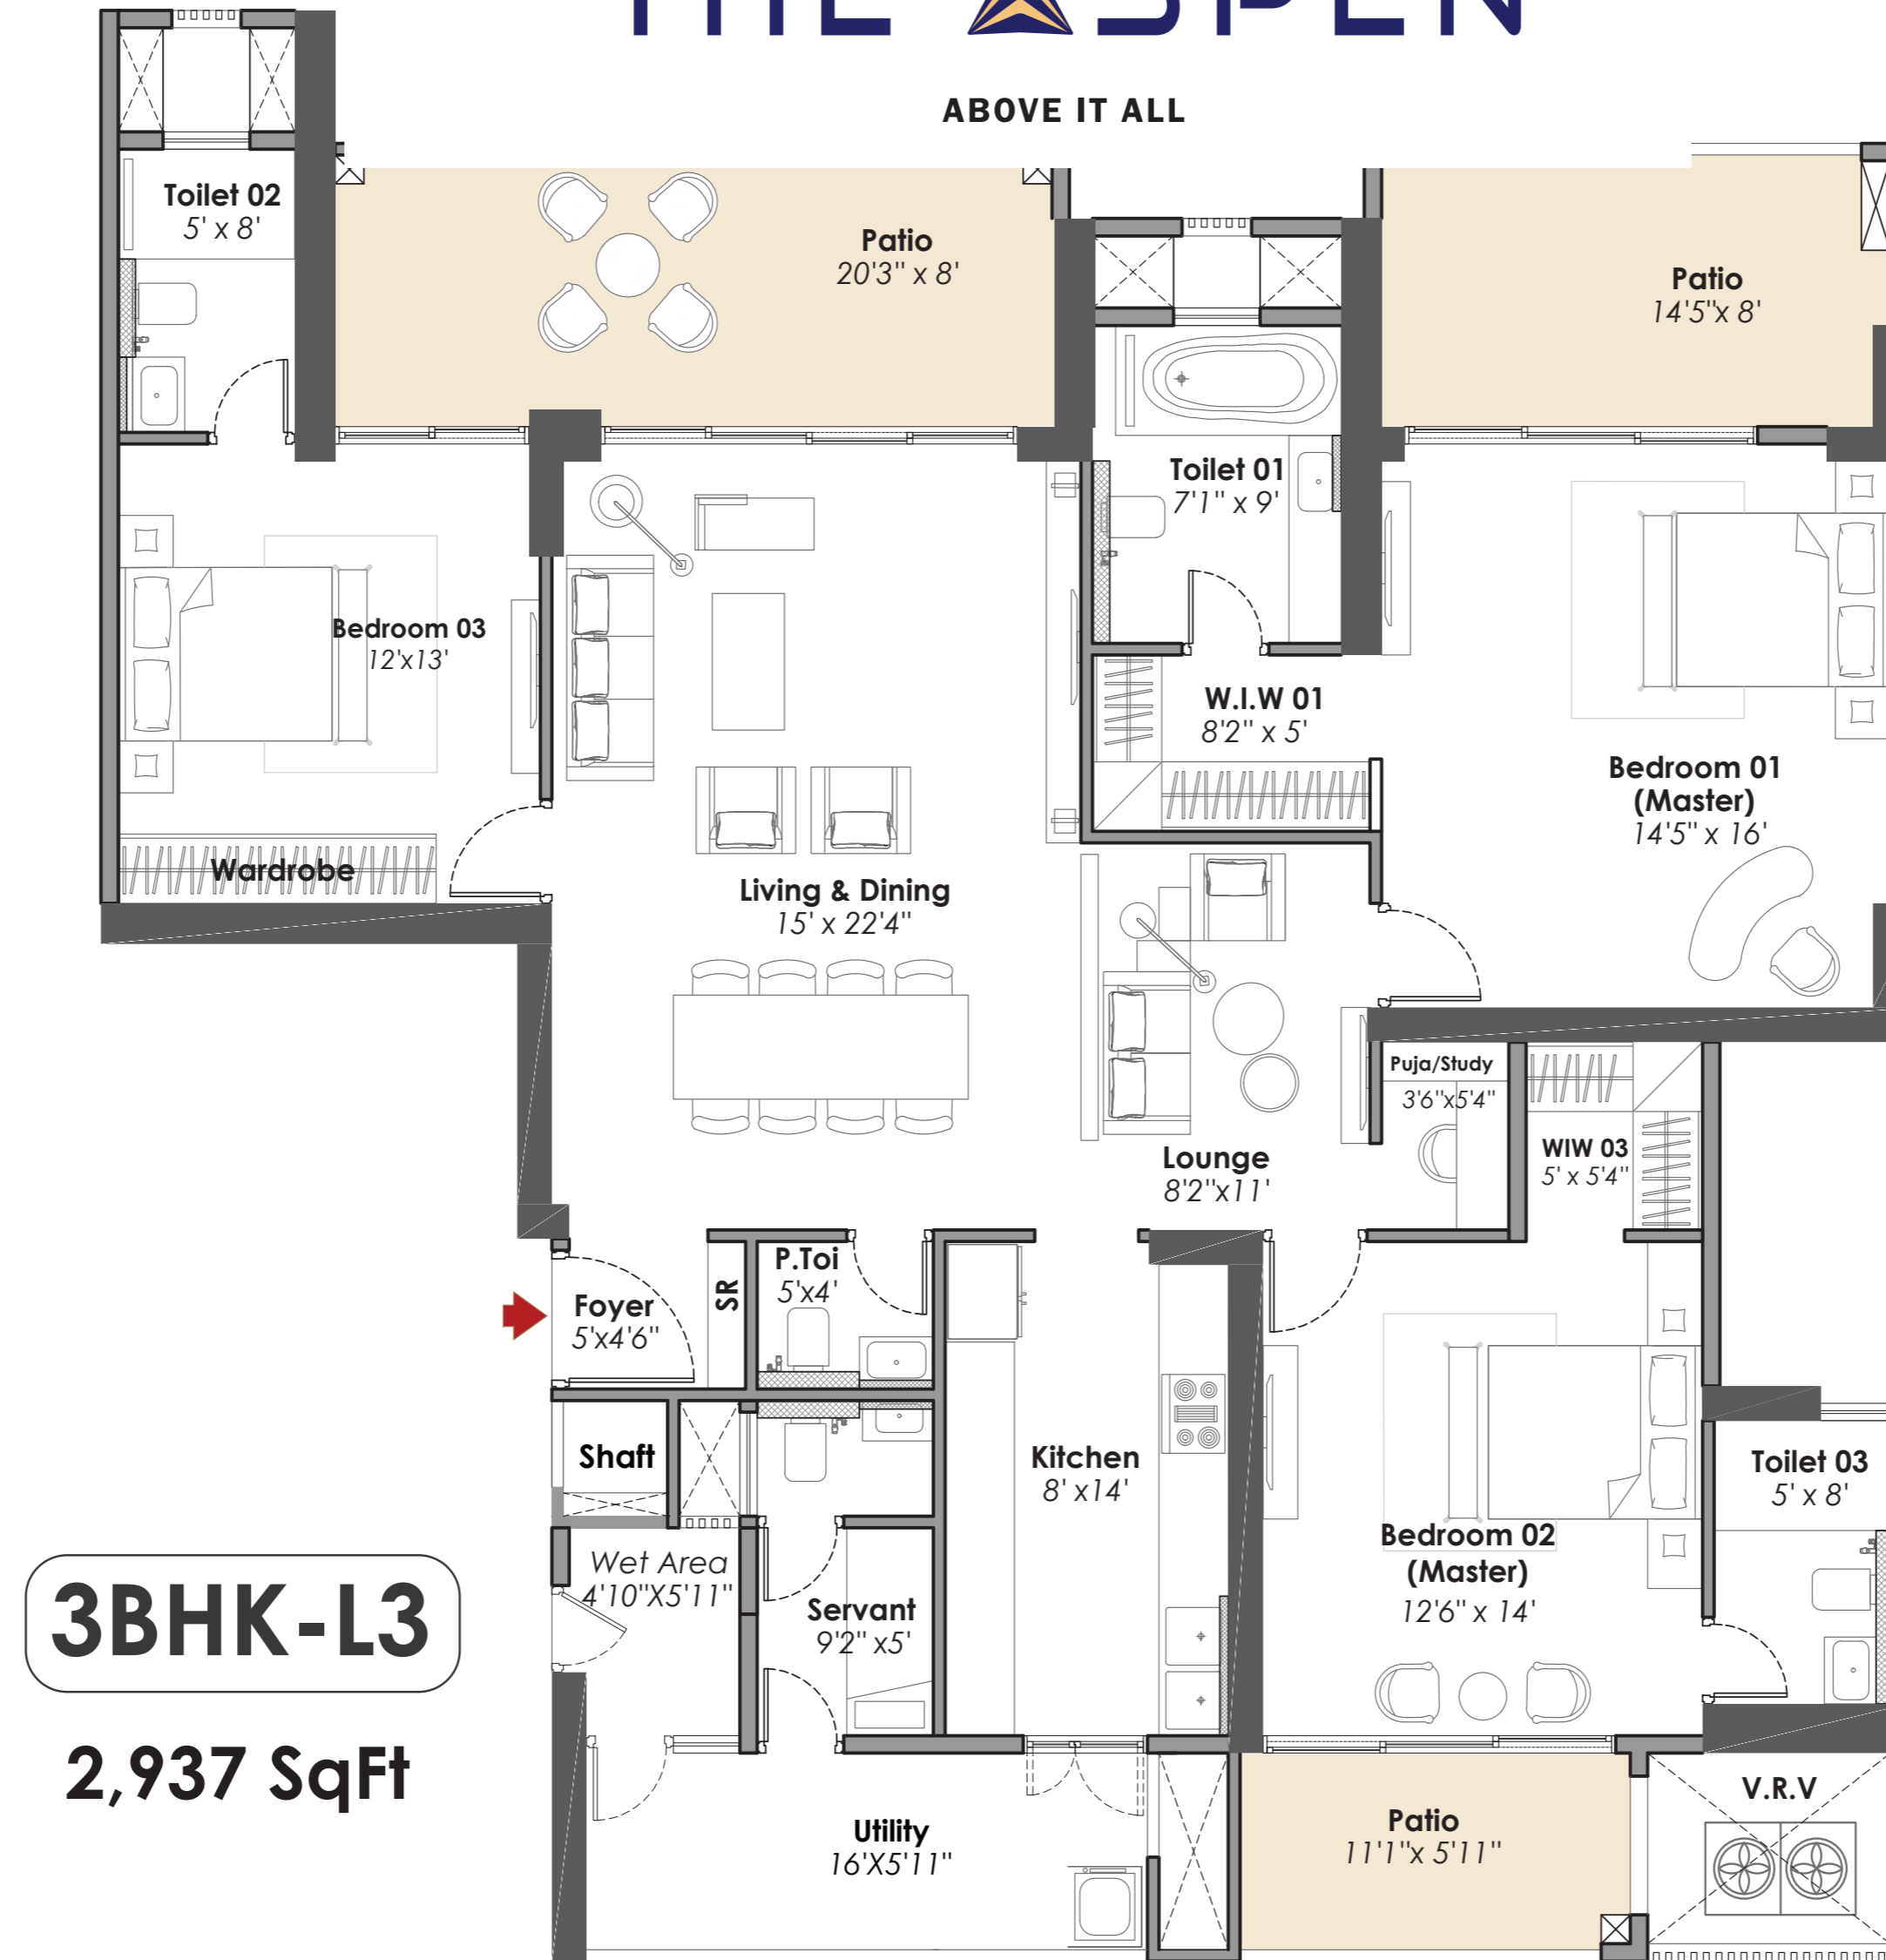 THE ASPEN
ABOVE IT ALL
Toilet 02
5' x 8'
Patio
20'3" x 8'
Patio
14'5"x 8'
Toilet 01
7'1" x 9'
Bedroom 03
12'x13'
W.I.W 01
8'2" x 5'
Bedroom 01
(Master)
14'5" x 16'
Wardrobe
Living & Dining
15' x 22'4"
Puja/Study
3'6"x5'4"
WIW 03
5' x 5'4"
Lounge
8'2"x11'
P.Toi
5'x4'
SR
Foyer
5'x4'6"
Shaft
Kitchen
8' x14'
Toilet 03
5' x 8'
Bedroom 02
(Master)
12'6" x 14'
Wet Area
4'10"X5'11"
Servant
9'2" x5'
3BHK-L3
2,937 SqFt
Utility
16'X5'11"
Patio
11'1"x 5'11"
V.R.V